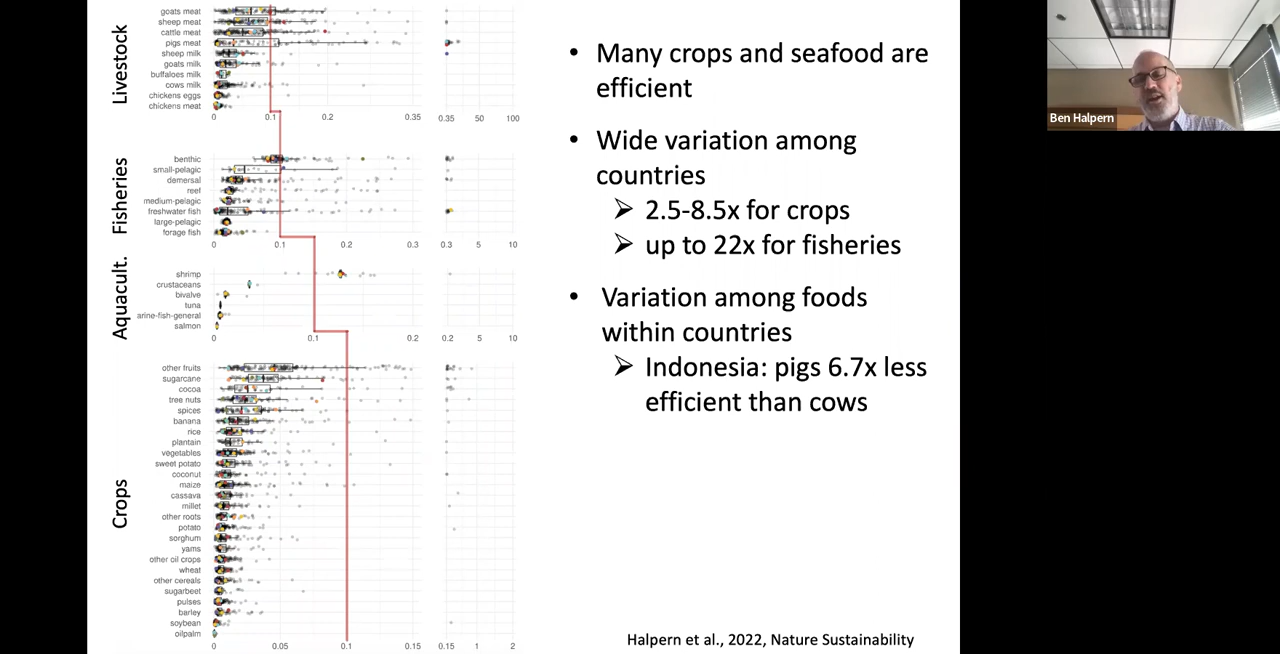 Livestock
goats meat
sheep meat
cattle meat
pigs meat
sheep milk
goats milk
buffaloes milk
cows milk
chickens eggs
chickens meat
0 0.1 0.2 0.35 0.35 50 100
Fisheries
benthic
small-pelagic
demersal
reef
medium-pelagic
freshwater fish
large-pelagic
forage fish
0 0.1 0.2 0.3 0.3 5 10
Aquacult.
shrimp
crustaceans
bivalve
tuna
arine-fish-general
salmon
0 0.1 0.2 0.2 5 10
Crops
other fruits
sugarcane
cocoa
tree nuts
spices
banana
rice
plantain
vegetables
sweet potato
coconut
maize
cassava
millet
other roots
potato
sorghum
yams
other oil crops
wheat
other cereals
sugarbeet
pulses
barley
soybean
oilpalm
0 0.05 0.1 0.15 0.15 1 2
• Many crops and seafood are
efficient
• Wide variation among
countries
➢ 2.5-8.5x for crops
➢ up to 22x for fisheries
• Variation among foods
within countries
➢ Indonesia: pigs 6.7x less
efficient than cows
Halpern et al., 2022, Nature Sustainability
Ben Halpern